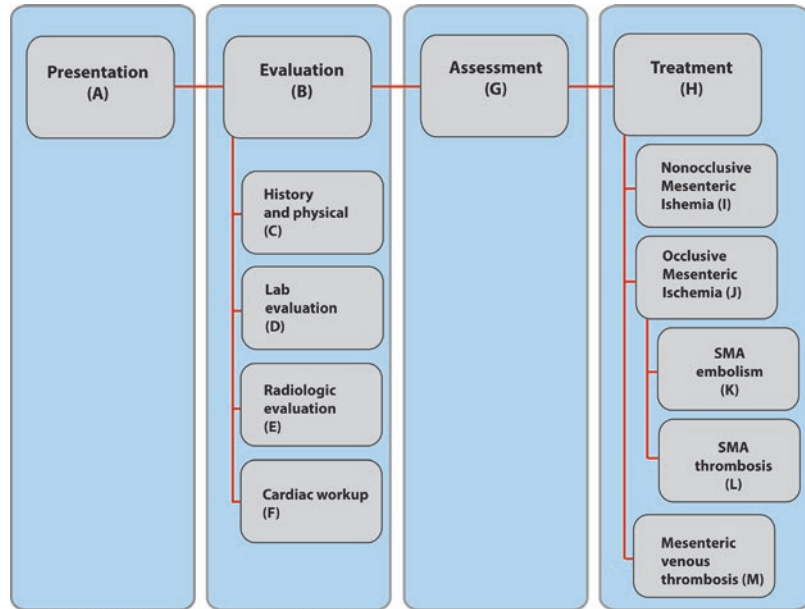 Presentation
(A)
Evaluation
(B)
History
and physical
(C)
Lab
evaluation
(D)
Radiologic
evaluation
(E)
Cardiac workup
(F)
Assessment
(G)
Treatment
(H)
Nonocclusive
Mesenteric
Ishemia (I)
Occlusive
Mesenteric
Ischemia (J)
SMA
embolism
(K)
SMA
thrombosis
(L)
Mesenteric
venous
thrombosis (M)